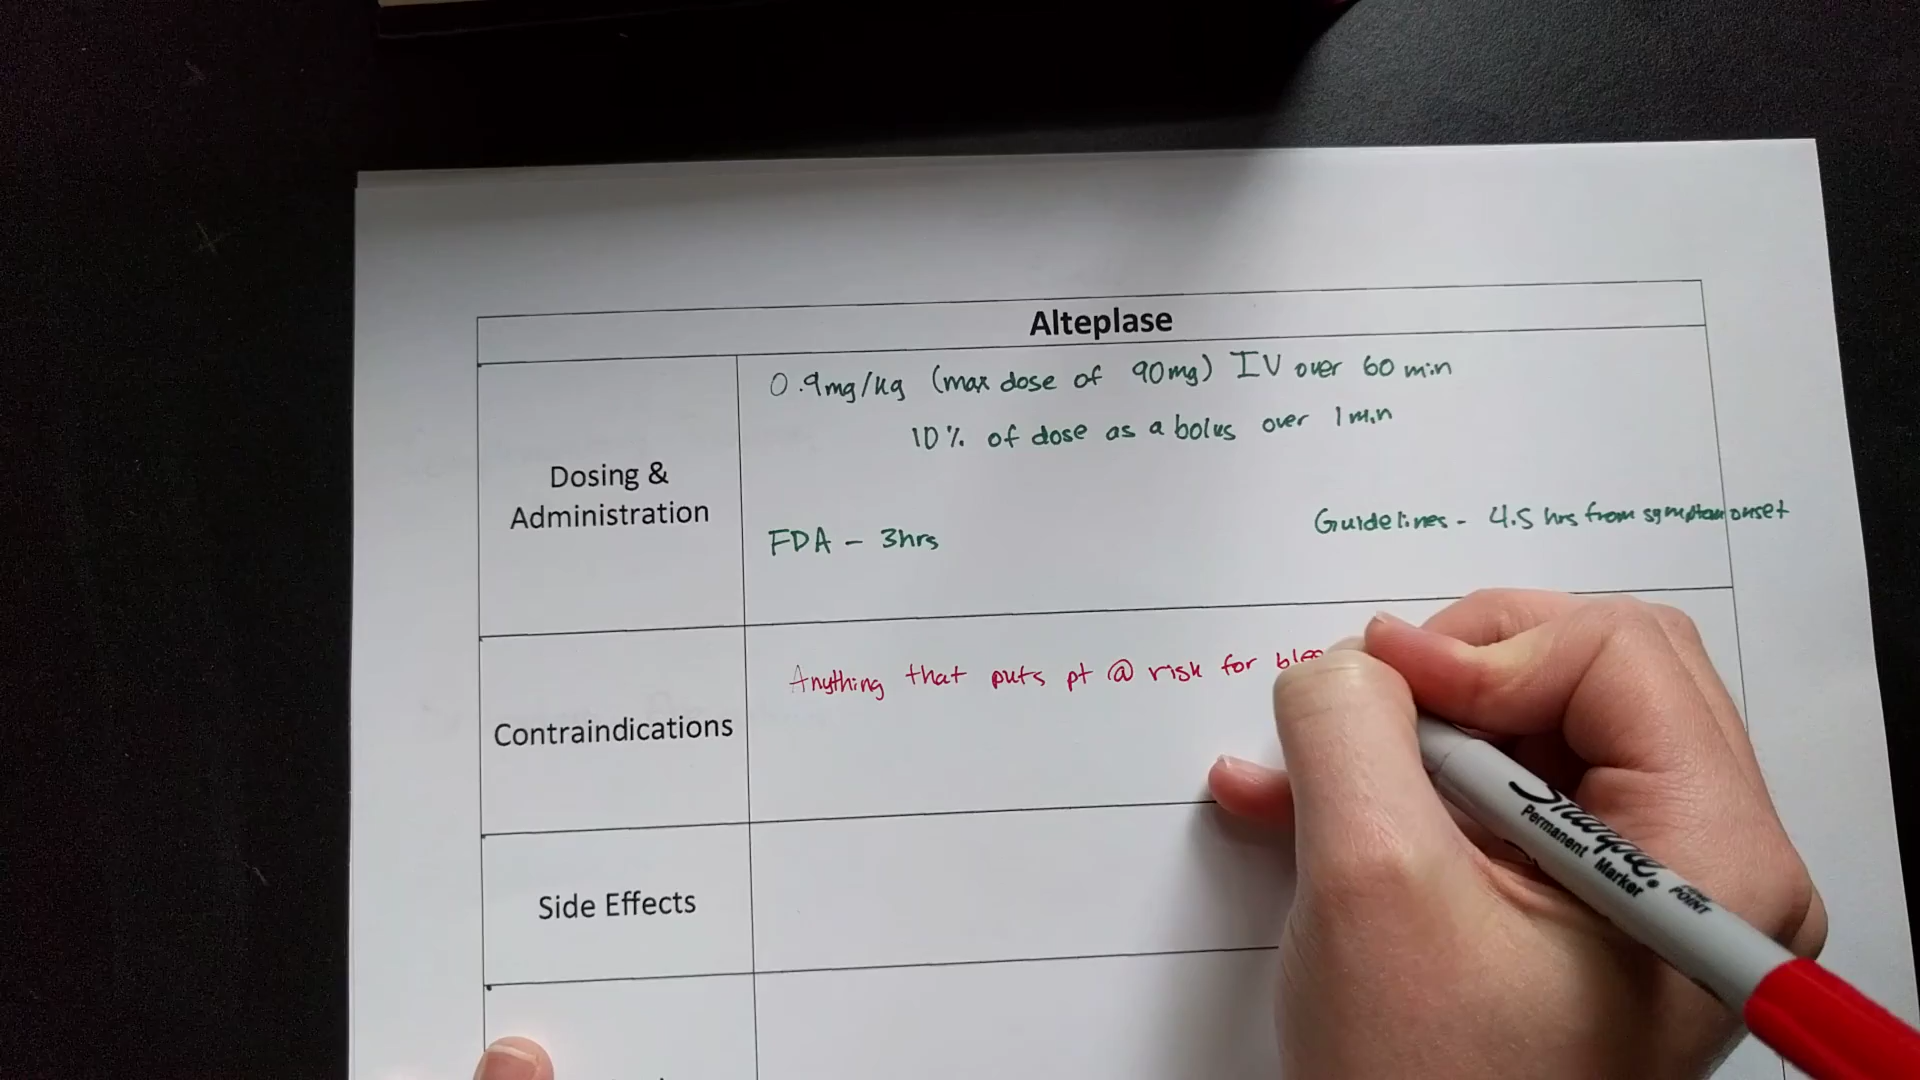 Alteplase
Dosing &
Administration
0.9mg/kg (max dose of 90mg) IV over 60 min
10% of dose as a bolus over 1 min
FDA - 3hrs
Guidelines - 4.5 hrs from symptom onset
Contraindications
Anything that puts pt @ risk for
Side Effects
Sharpie.
Permanent Marker
FINE POINT